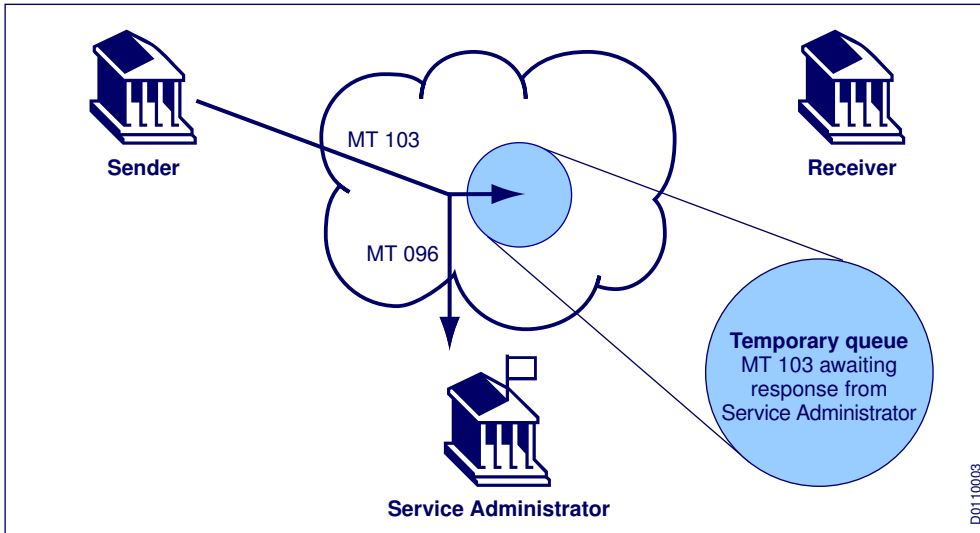 MT 103
Sender
Receiver
MT 096
Temporary queue
MT 103 awaiting
response from
Service Administrator
Service Administrator
D0110003